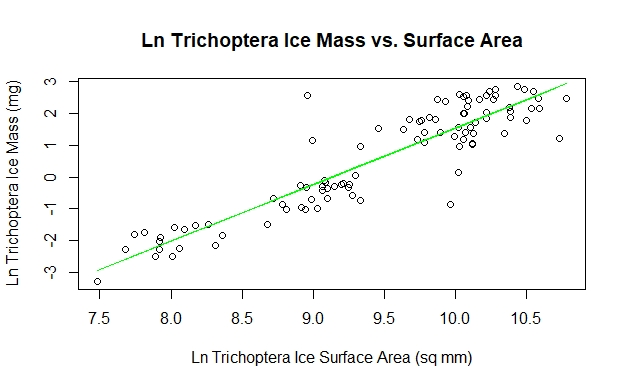 Ln Trichoptera Ice Mass vs. Surface Area
Ln Trichoptera Ice Mass (mg)
3
2
1
0
-1
-2
-3
7.5 8.0 8.5 9.0 9.5 10.0 10.5
Ln Trichoptera Ice Surface Area (sq mm)